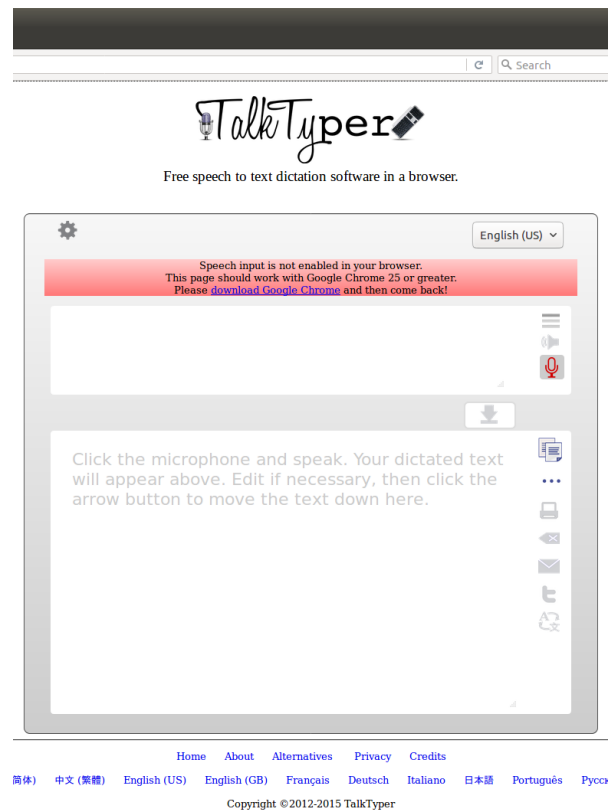 Search
TalkTyper
Free speech to text dictation software in a browser.
English (US)
Speech input is not enabled in your browser.
This page should work with Google Chrome 25 or greater.
Please download Google Chrome and then come back!
Click the microphone and speak. Your dictated text
will appear above. Edit if necessary, then click the
arrow button to move the text down here.
Home About Alternatives Privacy Credits
简体) 中文 (繁體) English (US) English (GB) Français Deutsch Italiano 日本語 Português
Copyright ©2012-2015 TalkTyper